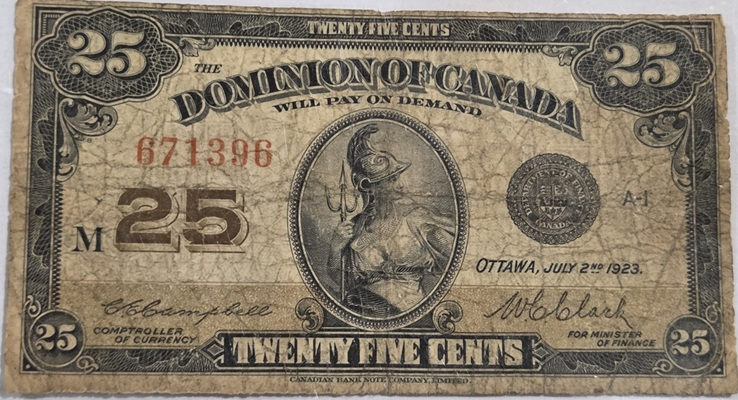 TWENTY FIVE CENTS
25 25
THE
DOMINION OF CANADA
WILL PAY ON DEMAND
671396
M 25
A-1
OTTAWA, JULY 2ND 1923.
C.E. Campbell W.C. Clark
COMPTROLLER OF CURRENCY
FOR MINISTER OF FINANCE
25 TWENTY FIVE CENTS 25
CANADIAN BANK NOTE COMPANY, LIMITED.